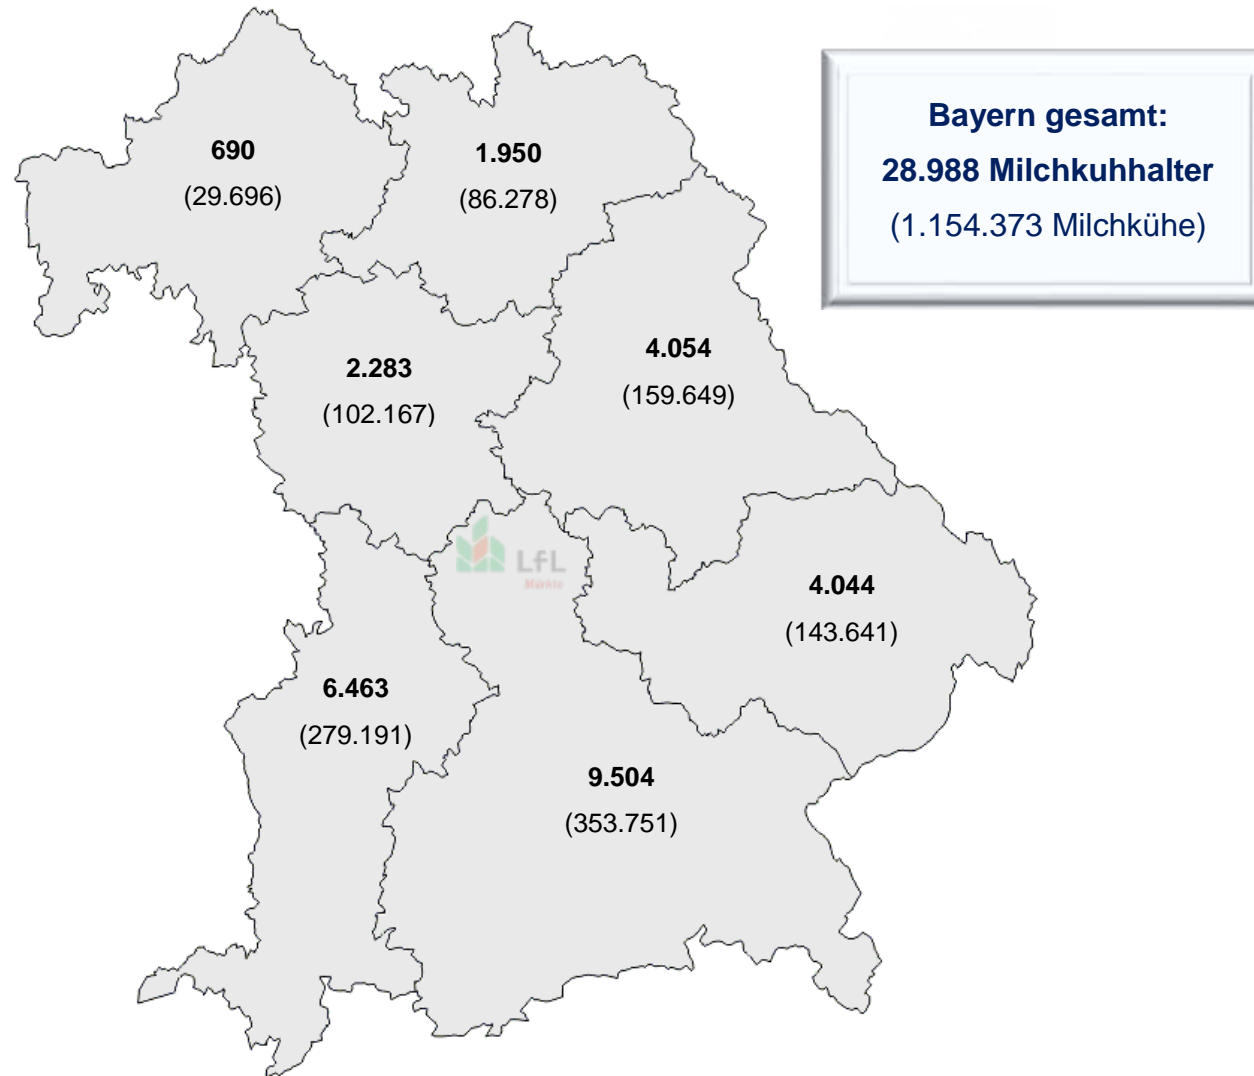 Bayern gesamt:
28.988 Milchkuhhalter
(1.154.373 Milchkühe)
690
(29.696)
1.950
(86.278)
2.283
(102.167)
4.054
(159.649)
LfL
Märkte
4.044
(143.641)
6.463
(279.191)
9.504
(353.751)